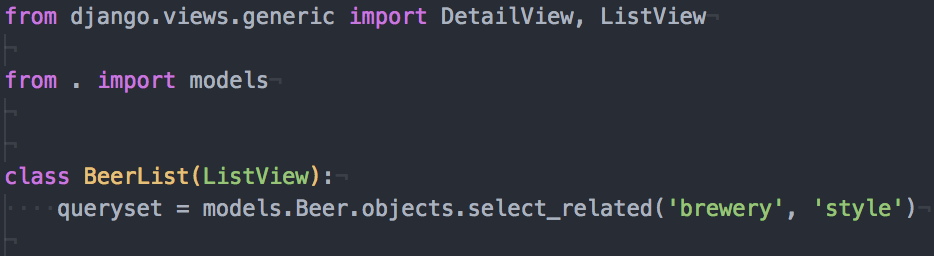 from django.views.generic import DetailView, ListView
from . import models
class BeerList(ListView):
    queryset = models.Beer.objects.select_related('brewery', 'style')